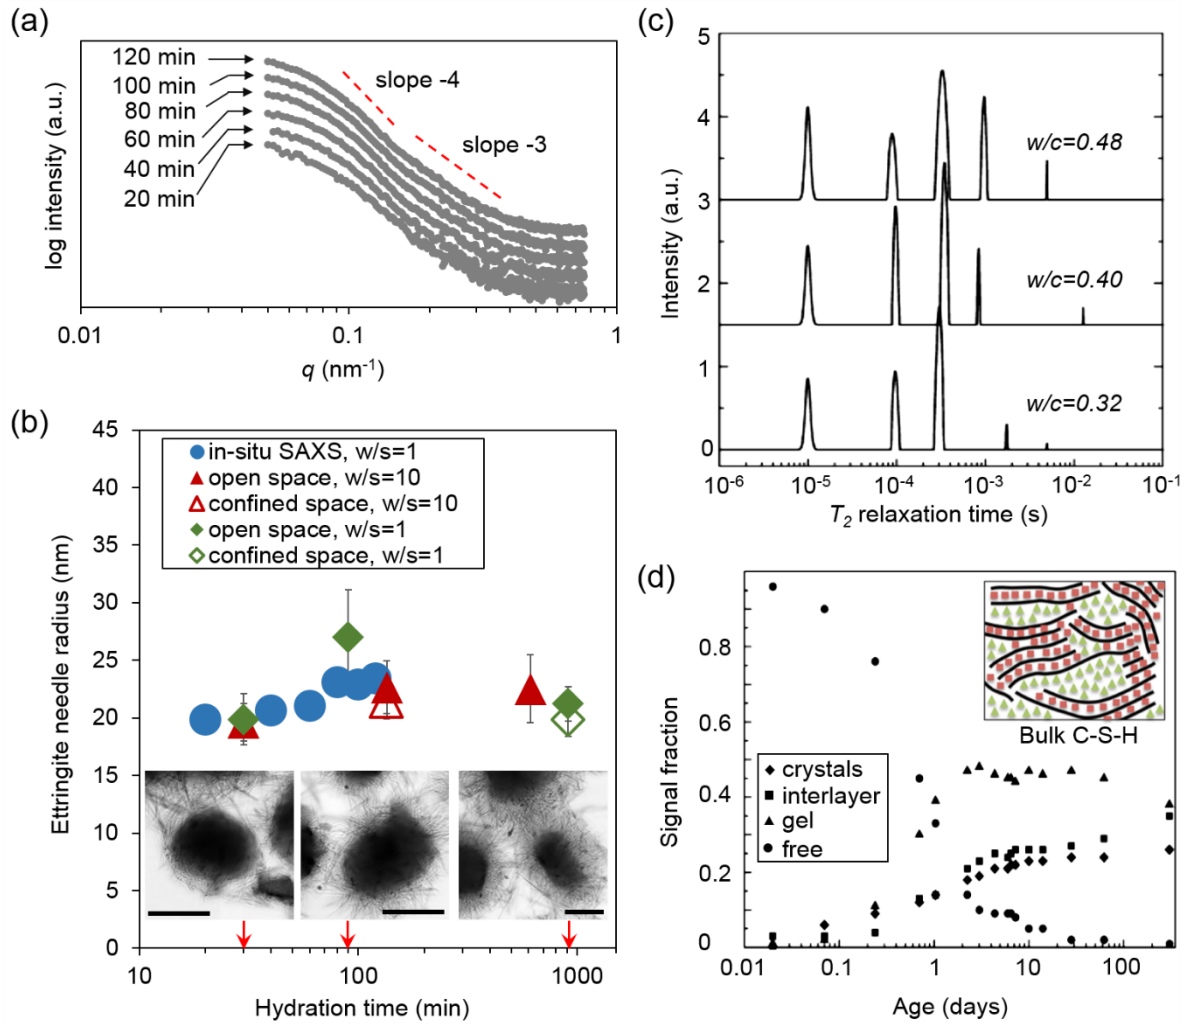 (a)
120 min
100 min
80 min
60 min
40 min
20 min
slope -4
slope -3
log intensity (a.u.)
0.01
0.1
1
q (nm⁻¹)
(b)
45
40
35
30
25
20
15
10
5
0
in-situ SAXS, w/s=1
open space, w/s=10
confined space, w/s=10
open space, w/s=1
confined space, w/s=1
Ettringite needle radius (nm)
10
100
1000
Hydration time (min)
(c)
5
4
3
2
1
0
w/c=0.48
w/c=0.40
w/c=0.32
Intensity (a.u.)
10⁻⁶
10⁻⁵
10⁻⁴
10⁻³
10⁻²
10⁻¹
T₂ relaxation time (s)
(d)
0.8
0.6
0.4
0.2
0
Bulk C-S-H
crystals
interlayer
gel
free
Signal fraction
0.01
0.1
1
10
100
Age (days)